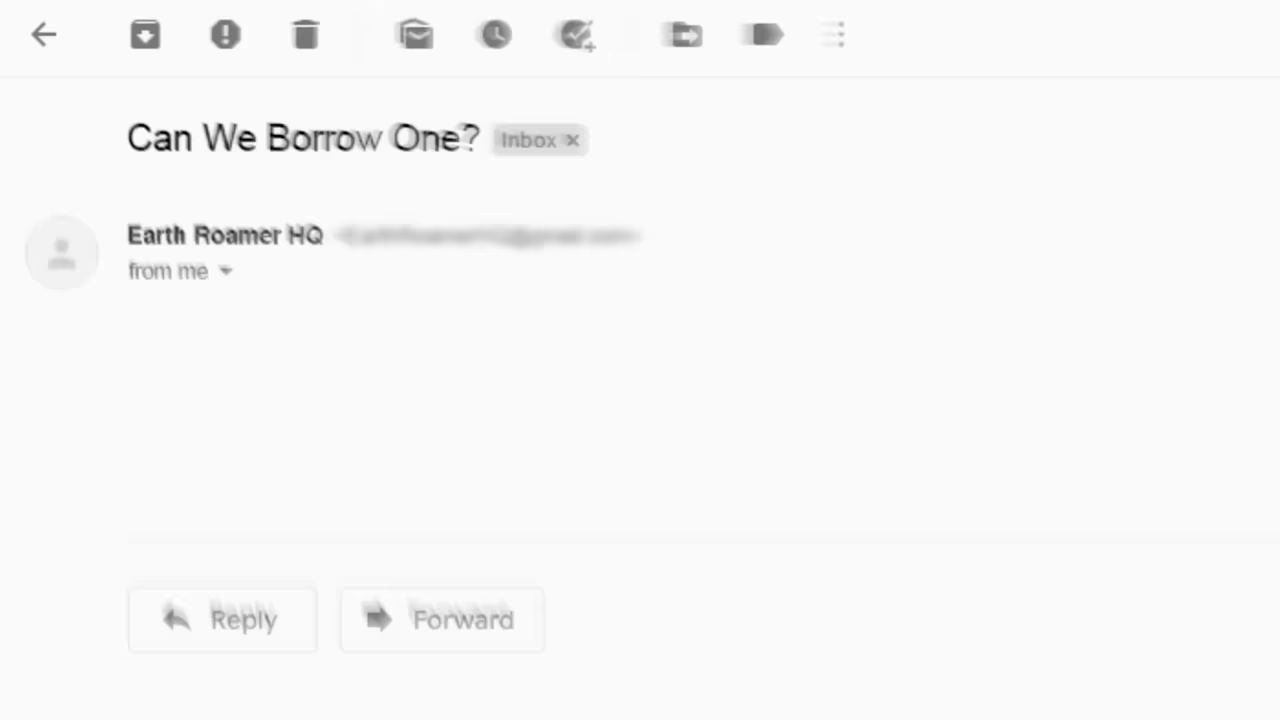 Can We Borrow One? Inbox ×
Earth Roamer HQ
from me
Reply
Forward